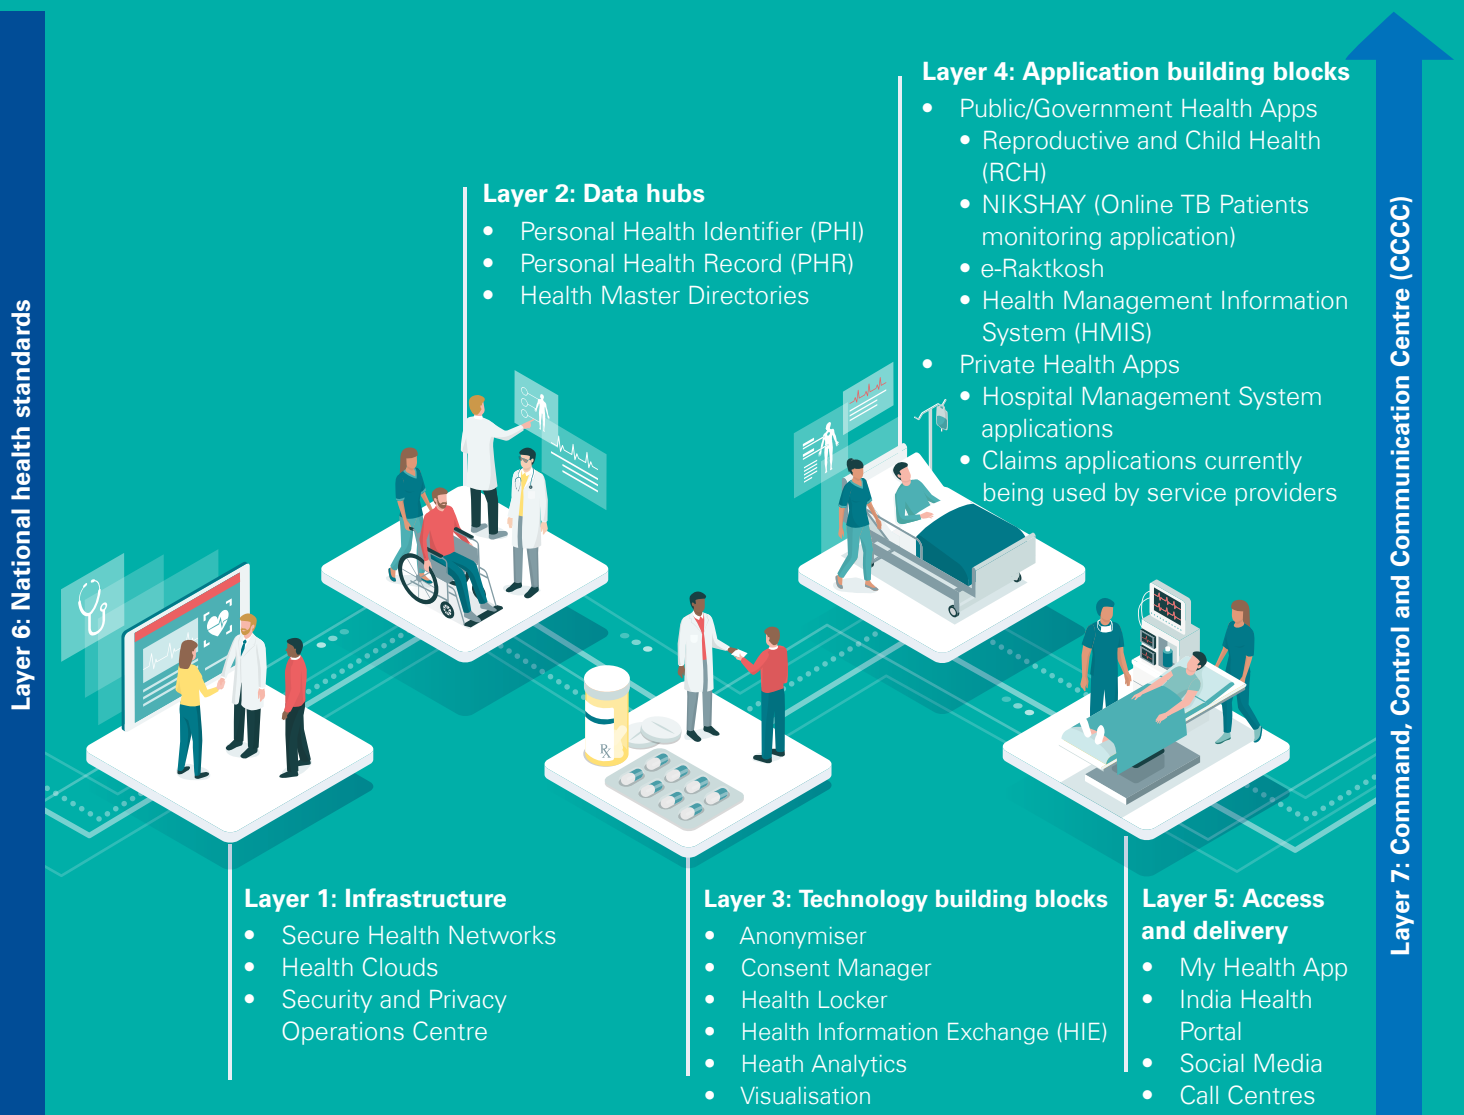 Layer 6: National health standards
Layer 2: Data hubs
• Personal Health Identifier (PHI)
• Personal Health Record (PHR)
• Health Master Directories
Layer 4: Application building blocks
• Public/Government Health Apps
• Reproductive and Child Health
(RCH)
• NIKSHAY (Online TB Patients
monitoring application)
• e-Raktkosh
• Health Management Information
System (HMIS)
• Private Health Apps
• Hospital Management System
applications
• Claims applications currently
being used by service providers
Rx
Layer 1: Infrastructure
• Secure Health Networks
• Health Clouds
• Security and Privacy
Operations Centre
Layer 3: Technology building blocks
• Anonymiser
• Consent Manager
• Health Locker
• Health Information Exchange (HIE)
• Heath Analytics
• Visualisation
Layer 5: Access
and delivery
• My Health App
• India Health
Portal
• Social Media
• Call Centres
Layer 7: Command, Control and Communication Centre (CCCC)